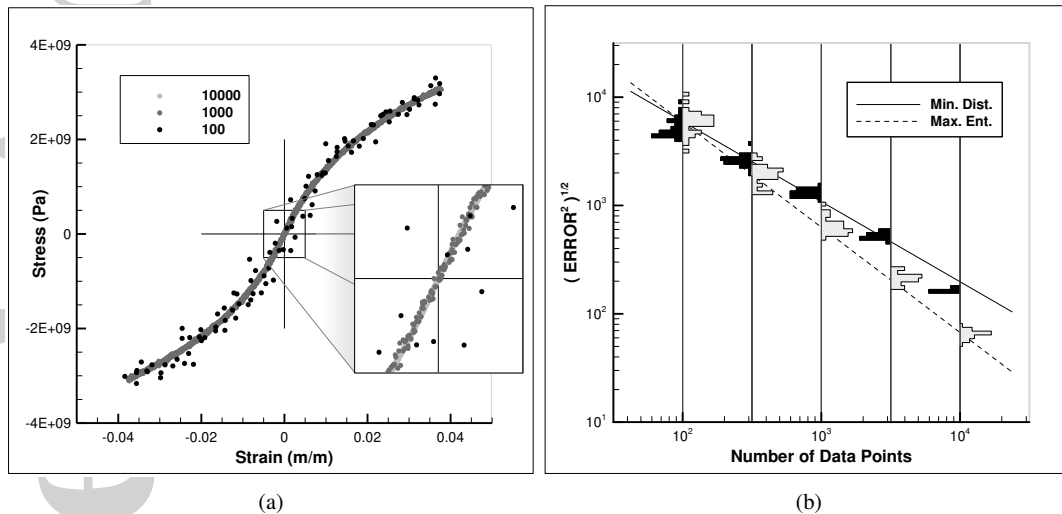 4E+09
2E+09
0
-2E+09
-4E+09
Stress (Pa)
10000
1000
100
-0.04
-0.02
0
0.02
0.04
Strain (m/m)
(a)
( ERROR² )^1/2
10^4
10^3
10^2
10^1
Min. Dist.
Max. Ent.
10^2
10^3
10^4
Number of Data Points
(b)